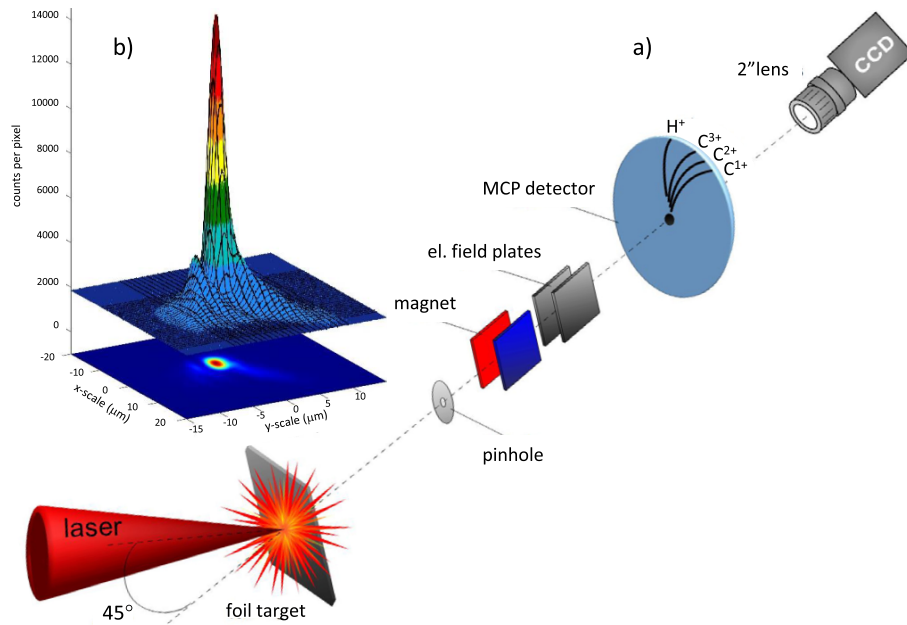 b)
14000
12000
10000
8000
6000
4000
2000
0
counts per pixel
-20
-10
0
10
20
x-scale (μm)
-15
-10
-5
0
5
10
y-scale (μm)
a)
CCD
2”lens
H+
C3+
C2+
C1+
MCP detector
el. field plates
magnet
pinhole
laser
45°
foil target